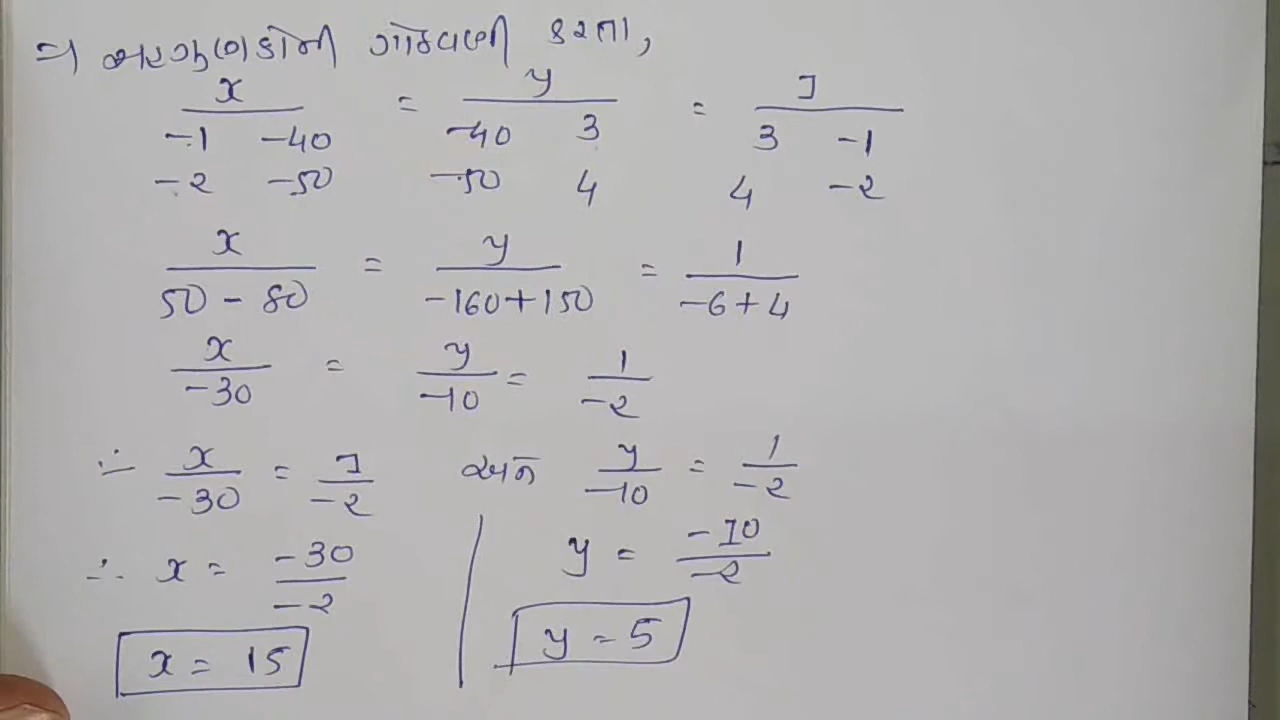 ⇒ સહગુણકોની ગોઠવણી કરતા,
x/(-1 -40 -2 -50) = y/(-40 3 -50 4) = 1/(3 -1 4 -2)
x/(50 - 80) = y/(-160+150) = 1/(-6+4)
x/-30 = y/-10 = 1/-2
∴ x/-30 = 1/-2 અને y/-10 = 1/-2
∴ x = -30/-2 y = -10/-2
x = 15 y = 5